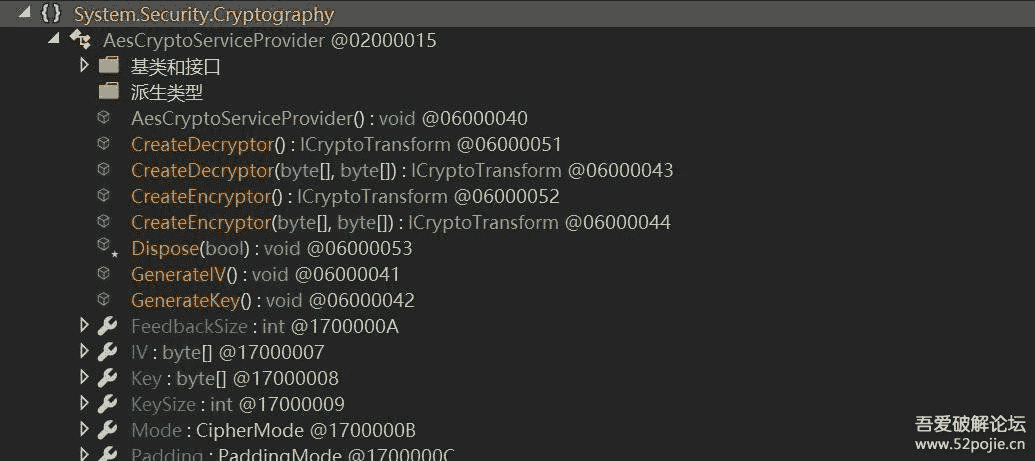 {} System.Security.Cryptography
AesCryptoServiceProvider @02000015
基类和接口
派生类型
AesCryptoServiceProvider() : void @06000040
CreateDecryptor() : ICryptoTransform @06000051
CreateDecryptor(byte[], byte[]) : ICryptoTransform @06000043
CreateEncryptor() : ICryptoTransform @06000052
CreateEncryptor(byte[], byte[]) : ICryptoTransform @06000044
Dispose(bool) : void @06000053
GenerateIV() : void @06000041
GenerateKey() : void @06000042
FeedbackSize : int @1700000A
IV : byte[] @17000007
Key : byte[] @17000008
KeySize : int @17000009
Mode : CipherMode @1700000B
Padding : PaddingMode @1700000C
吾爱破解论坛
www.52pojie.cn